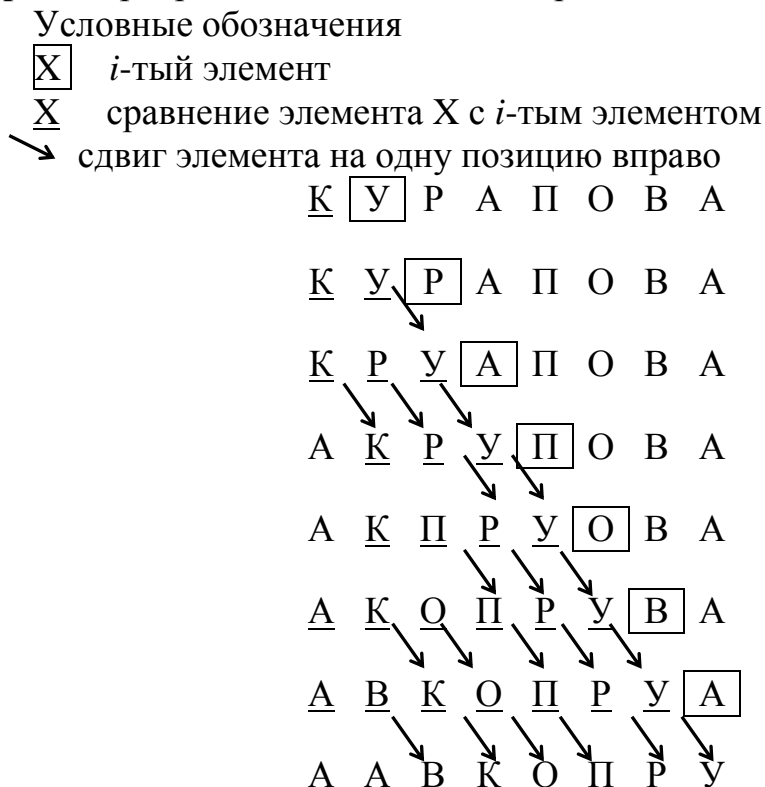 Условные обозначения
X i-тый элемент
X сравнение элемента X с i-тым элементом
сдвиг элемента на одну позицию вправо
К У Р А П О В А
К У Р А П О В А
К Р У А П О В А
А К Р У П О В А
А К П Р У О В А
А К О П Р У В А
А В К О П Р У А
А А В К О П Р У